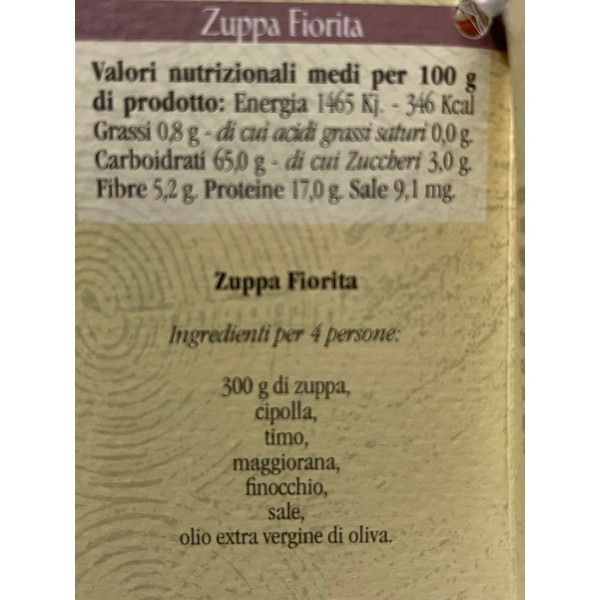 Zuppa Fiorita
Valori nutrizionali medi per 100 g
di prodotto: Energia 1465 Kj. - 346 Kcal
Grassi 0,8 g - di cui acidi grassi saturi 0,0 g.
Carboidrati 65,0 g - di cui Zuccheri 3,0 g.
Fibre 5,2 g. Proteine 17,0 g. Sale 9,1 mg.
Zuppa Fiorita
Ingredienti per 4 persone:
300 g di zuppa,
cipolla,
timo,
maggiorana,
finocchio,
sale,
olio extra vergine di oliva.